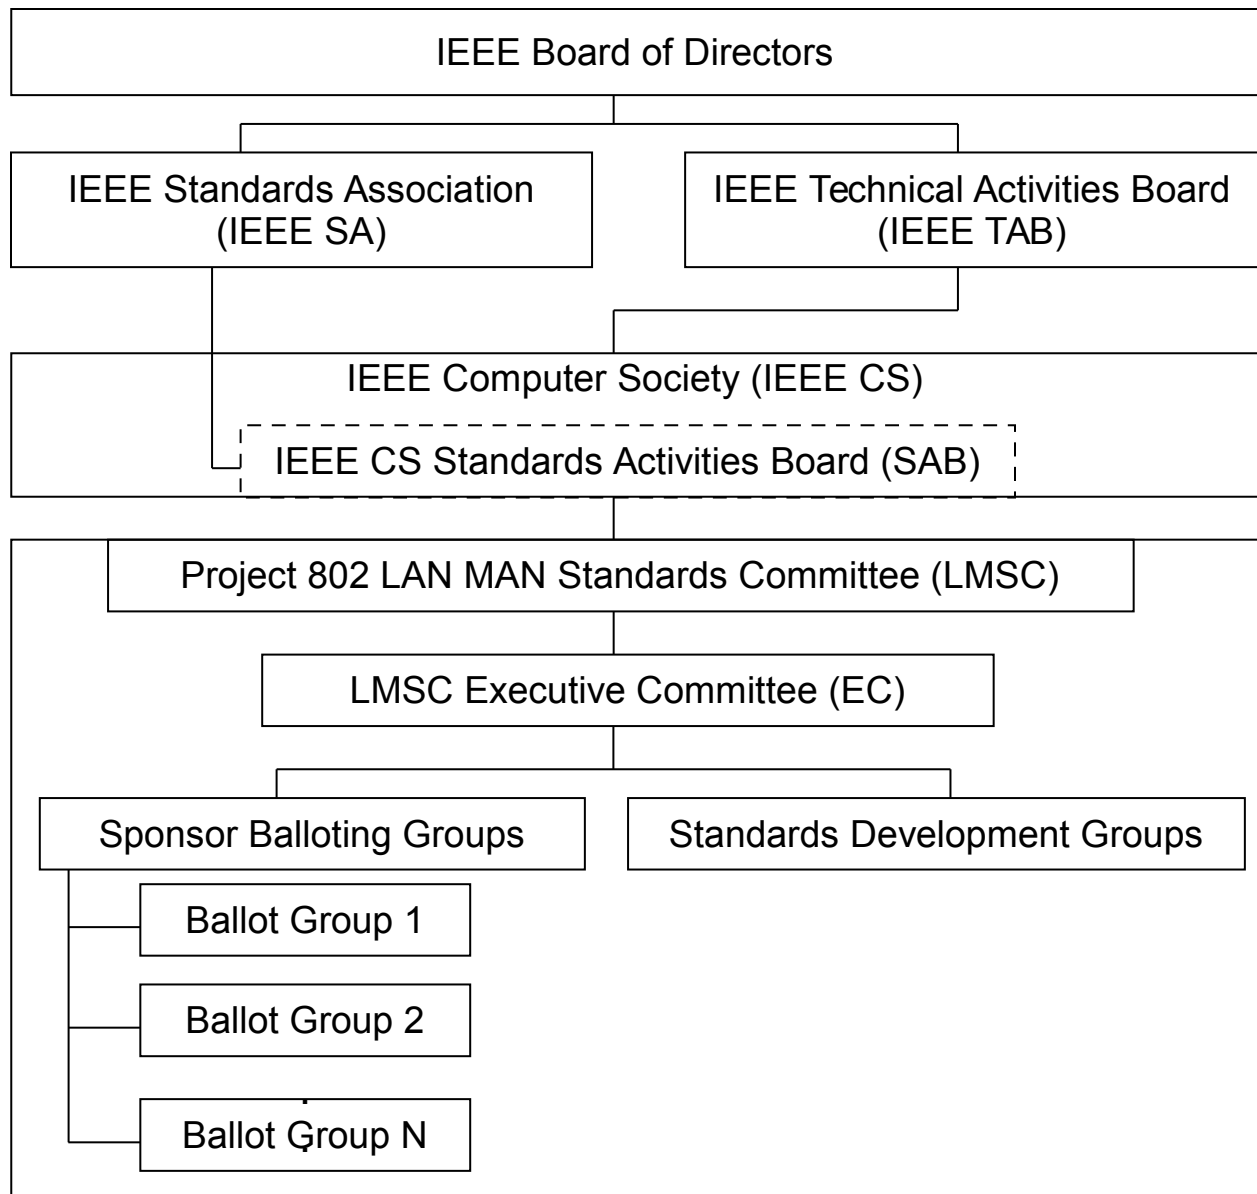 IEEE Board of Directors
IEEE Standards Association
(IEEE SA)
IEEE Technical Activities Board
(IEEE TAB)
IEEE Computer Society (IEEE CS)
IEEE CS Standards Activities Board (SAB)
Project 802 LAN MAN Standards Committee (LMSC)
LMSC Executive Committee (EC)
Sponsor Balloting Groups
Standards Development Groups
Ballot Group 1
Ballot Group 2
Ballot Group N